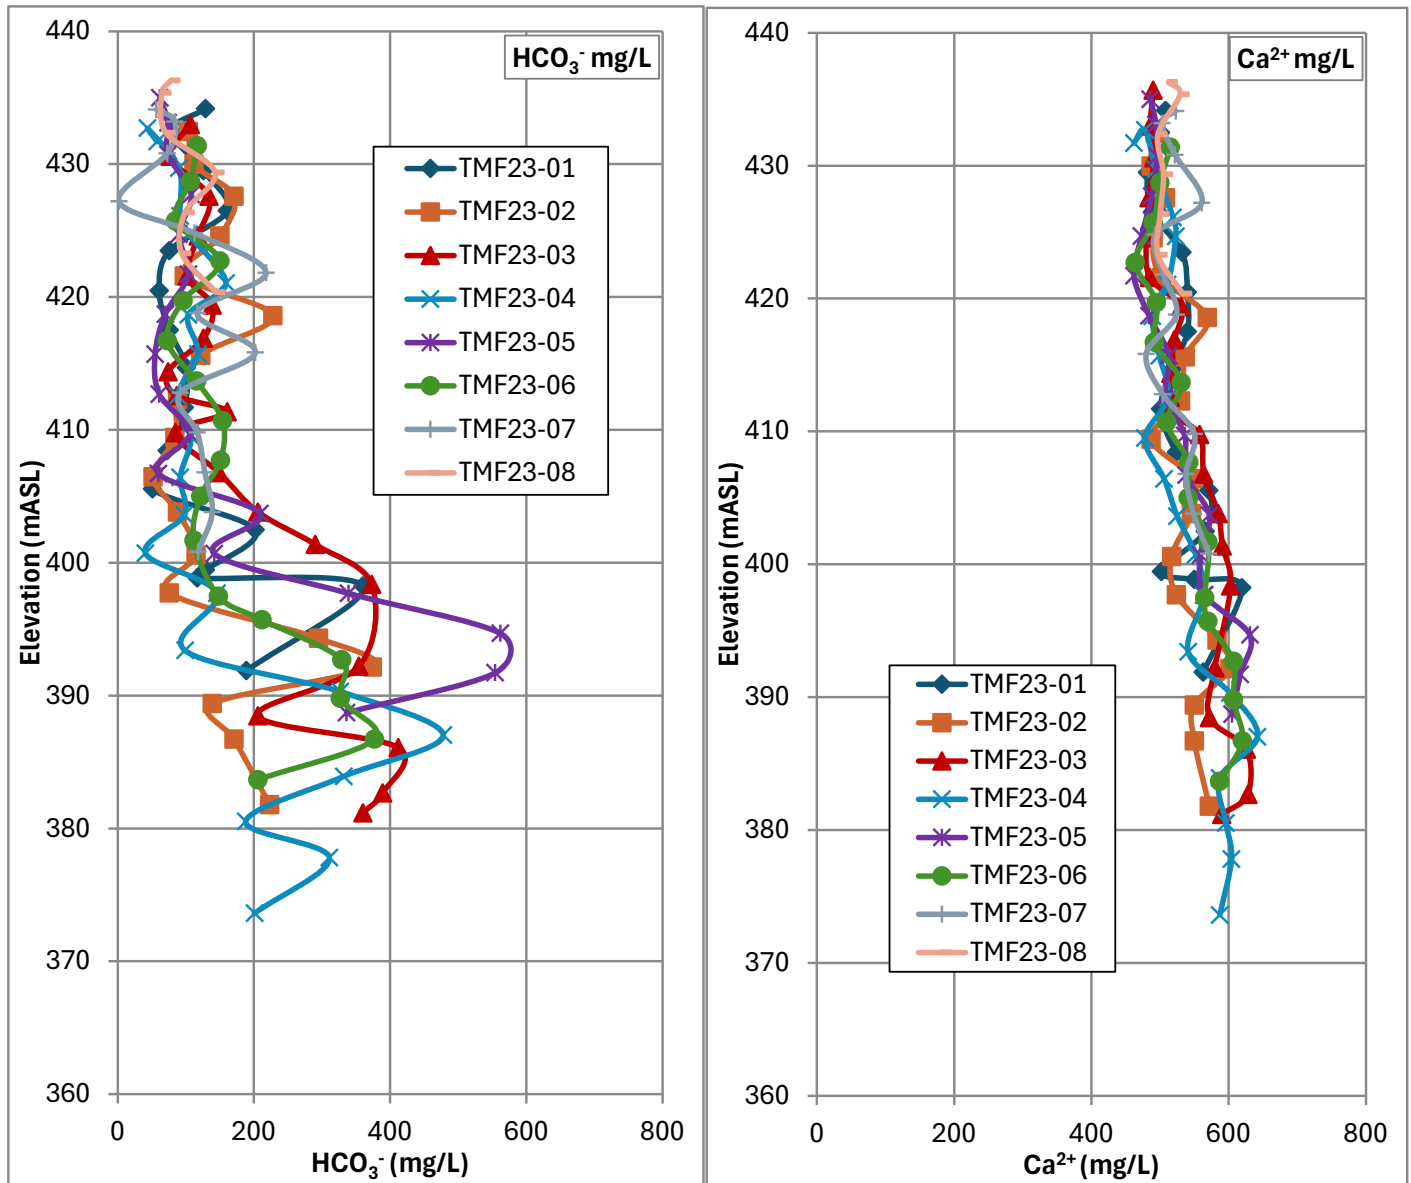 HCO₃⁻ mg/L
440
430
420
410
400
390
380
370
360
Elevation (mASL)
TMF23-01
TMF23-02
TMF23-03
TMF23-04
TMF23-05
TMF23-06
TMF23-07
TMF23-08
0 200 400 600 800
HCO₃⁻ (mg/L)
Ca²⁺ mg/L
440
430
420
410
400
390
380
370
360
Elevation (mASL)
TMF23-01
TMF23-02
TMF23-03
TMF23-04
TMF23-05
TMF23-06
TMF23-07
TMF23-08
0 200 400 600 800
Ca²⁺ (mg/L)